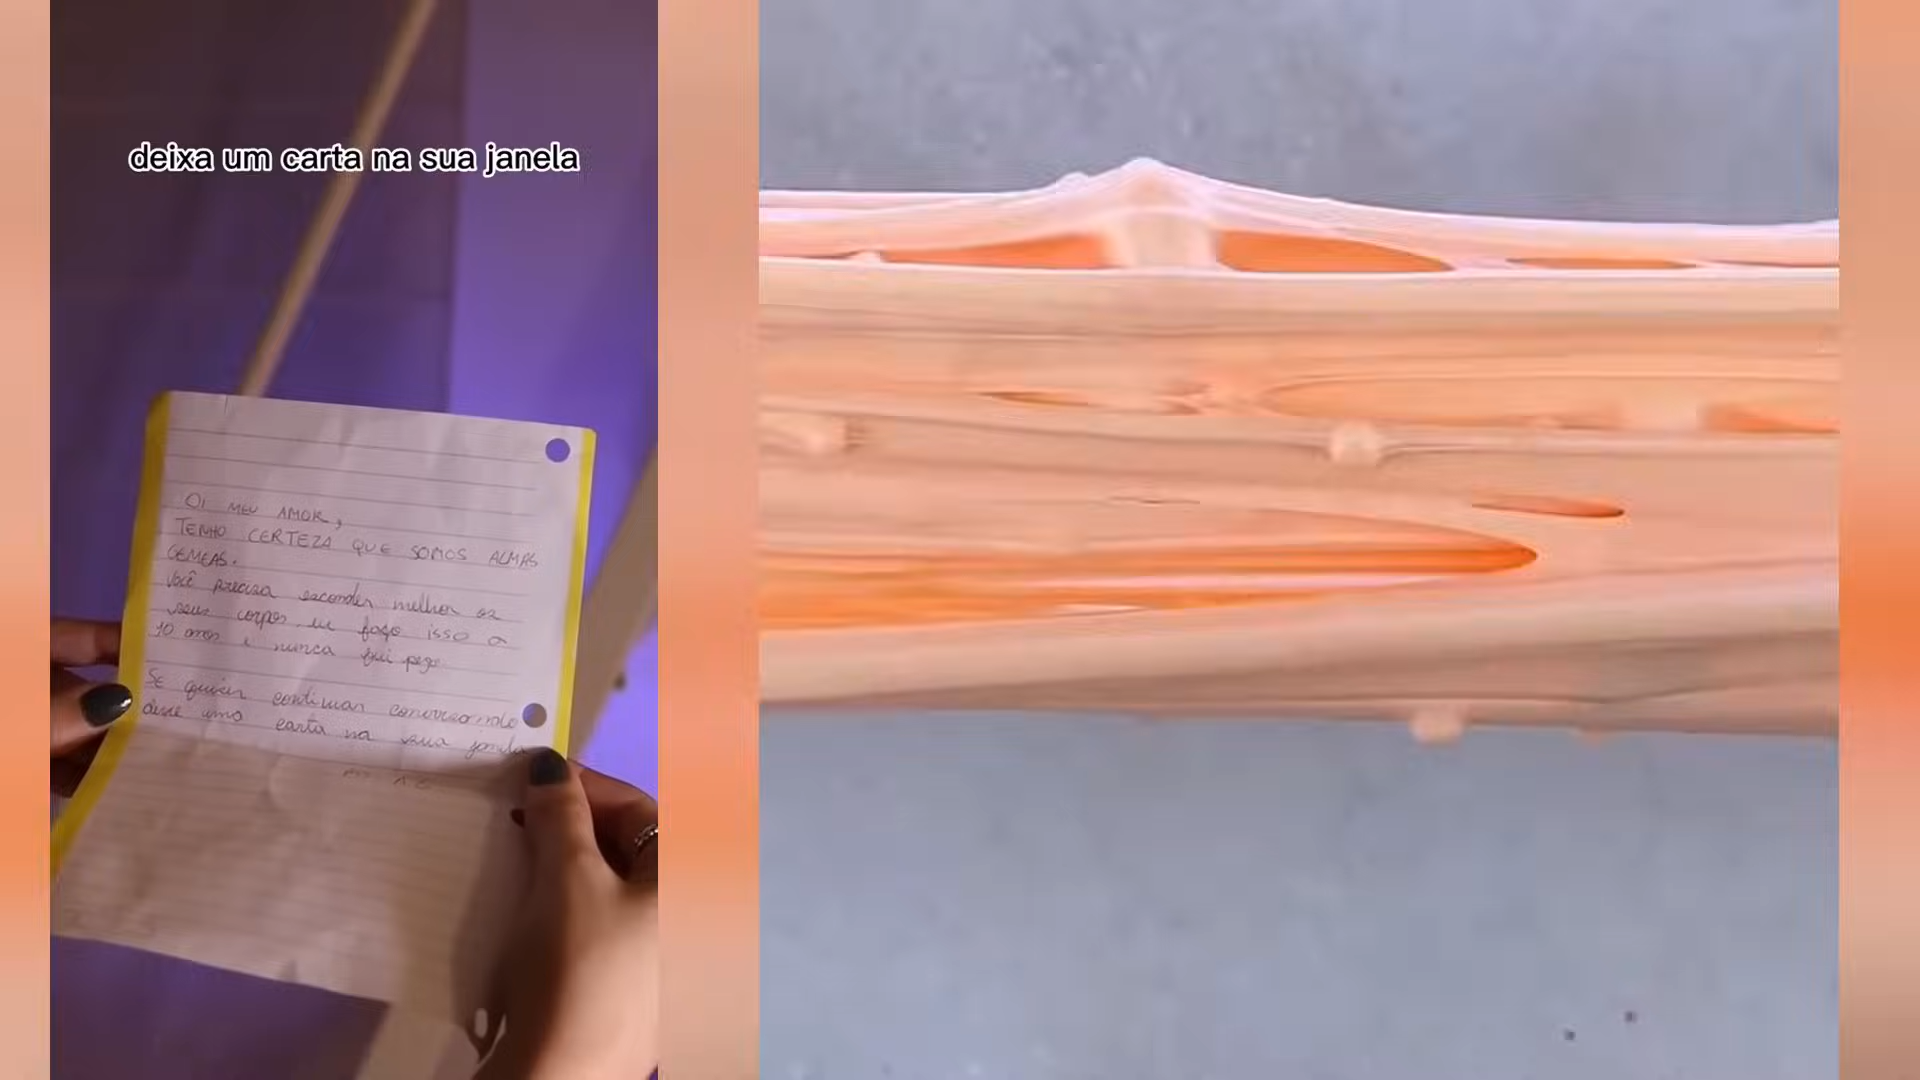 deixa um carta na sua janela
OI MEU AMOR,
TENHO CERTEZA QUE SOMOS ALMAS
GEMEAS.
Você precisa esconder melhor os
seus corpos eu faço isso a
10 anos e nunca fui pego
Se quiser continuar conversando
deixe uma carta na sua janela